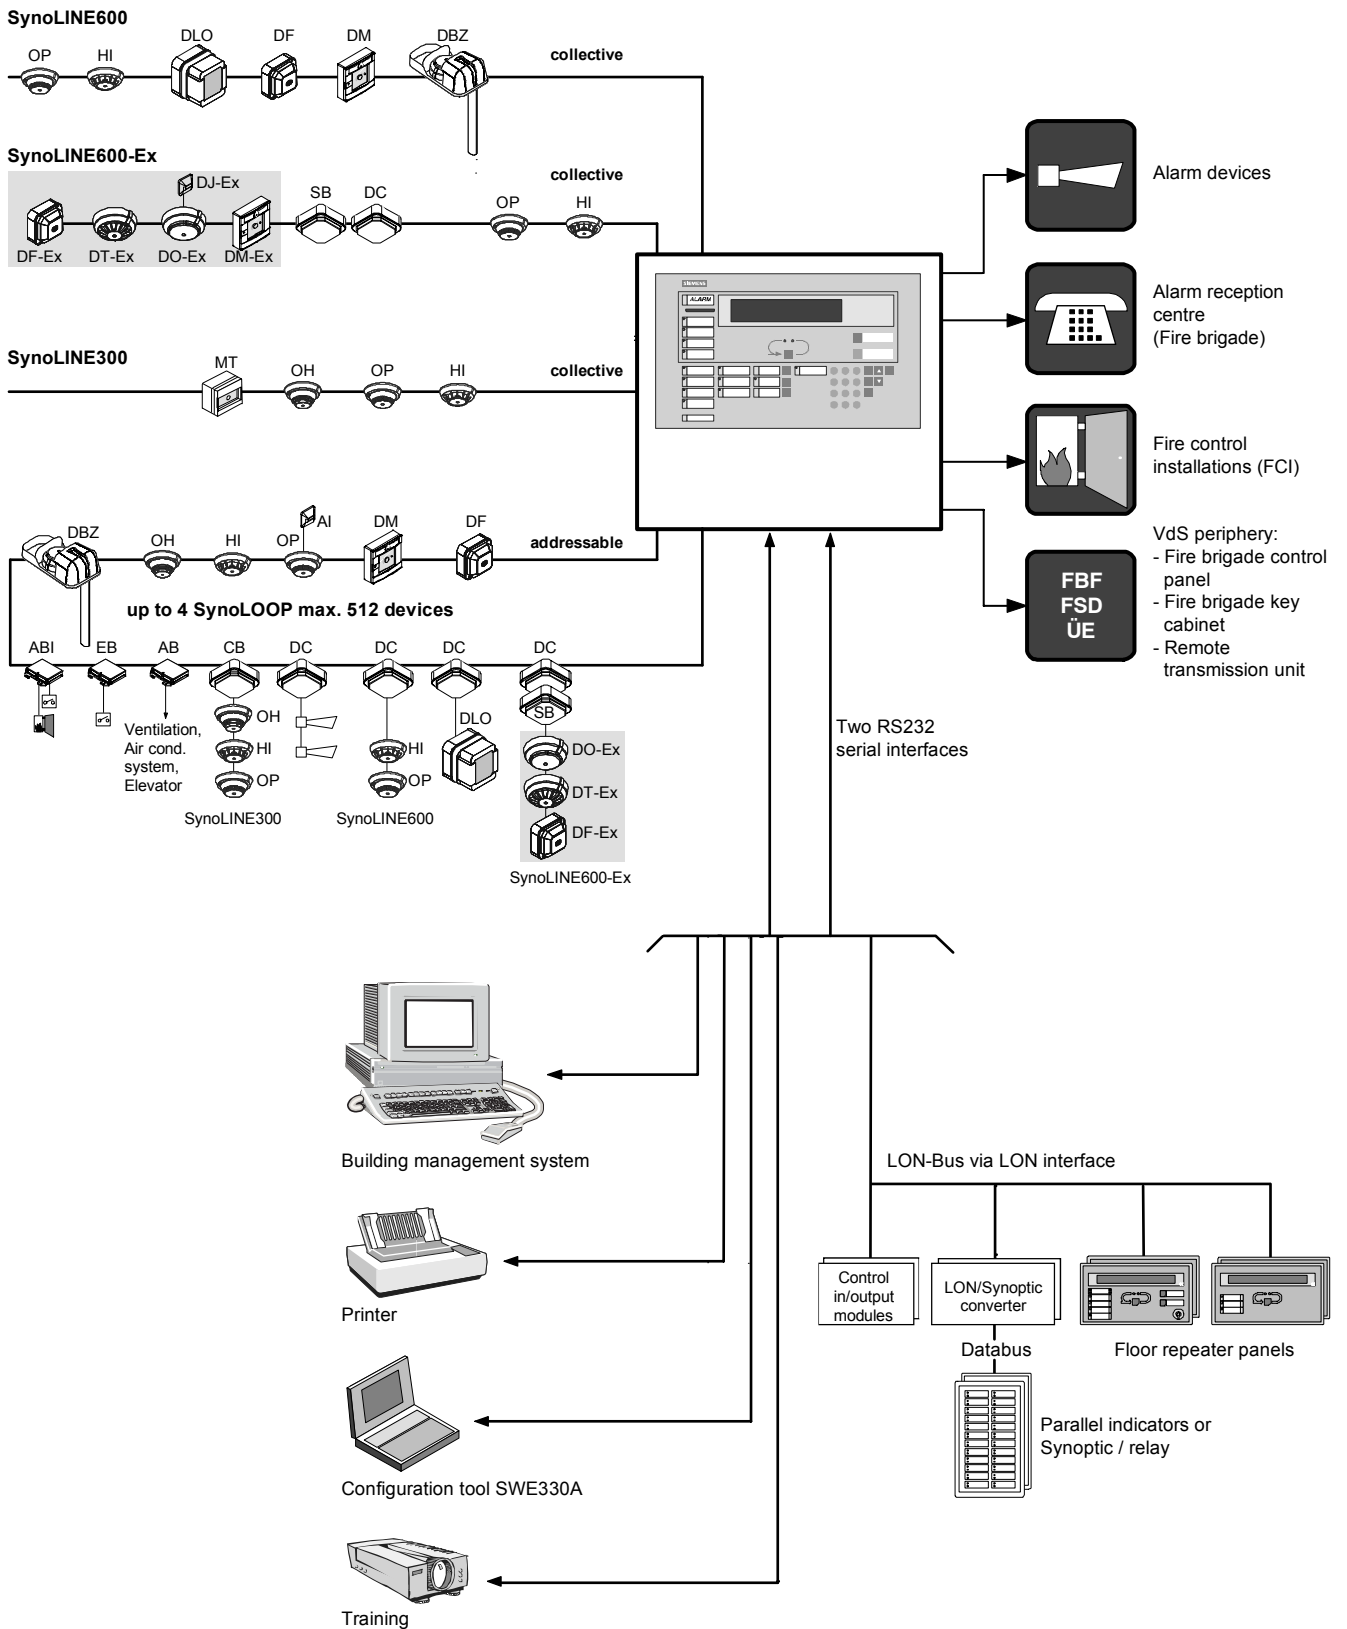 SynoLINE600
OP HI DLO DF DM DBZ
collective
SynoLINE600-Ex
DJ-Ex
SB DC OP HI
collective
DF-Ex DT-Ex DO-Ex DM-Ex
SIEMENS
ALARM
SynoLINE300
MT OH OP HI
collective
DBZ OH HI OP AI DM DF
addressable
up to 4 SynoLOOP max. 512 devices
ABI EB AB CB DC DC DC DC
Ventilation,
Air cond.
system,
Elevator
OH
HI
OP
SynoLINE300
HI
OP
SynoLINE600
DLO
SB
DO-Ex
DT-Ex
DF-Ex
SynoLINE600-Ex
Alarm devices
Alarm reception
centre
(Fire brigade)
Fire control
installations (FCI)
FBF
FSD
ÜE
VdS periphery:
- Fire brigade control
panel
- Fire brigade key
cabinet
- Remote
transmission unit
Two RS232
serial interfaces
Building management system
Printer
Configuration tool SWE330A
Training
LON-Bus via LON interface
Control
in/output
modules
LON/Synoptic
converter
Databus
Floor repeater panels
Parallel indicators or
Synoptic / relay